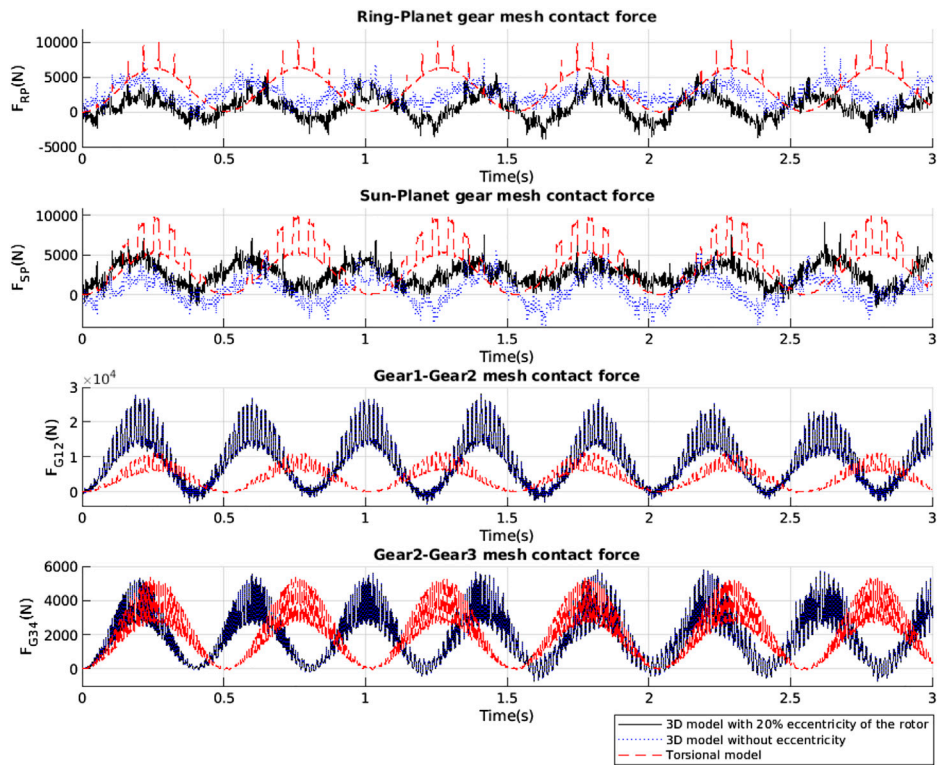 Ring-Planet gear mesh contact force
10000
5000
0
-5000
F_RP(N)
0 0.5 1 1.5 2 2.5 3
Time(s)
Sun-Planet gear mesh contact force
10000
5000
0
F_SP(N)
0 0.5 1 1.5 2 2.5 3
Time(s)
× 10^4
Gear1-Gear2 mesh contact force
3
2
1
0
F_G12(N)
0 0.5 1 1.5 2 2.5 3
Time(s)
Gear2-Gear3 mesh contact force
6000
4000
2000
0
F_G34(N)
0 0.5 1 1.5 2 2.5 3
Time(s)
3D model with 20% eccentricity of the rotor
3D model without eccentricity
Torsional model